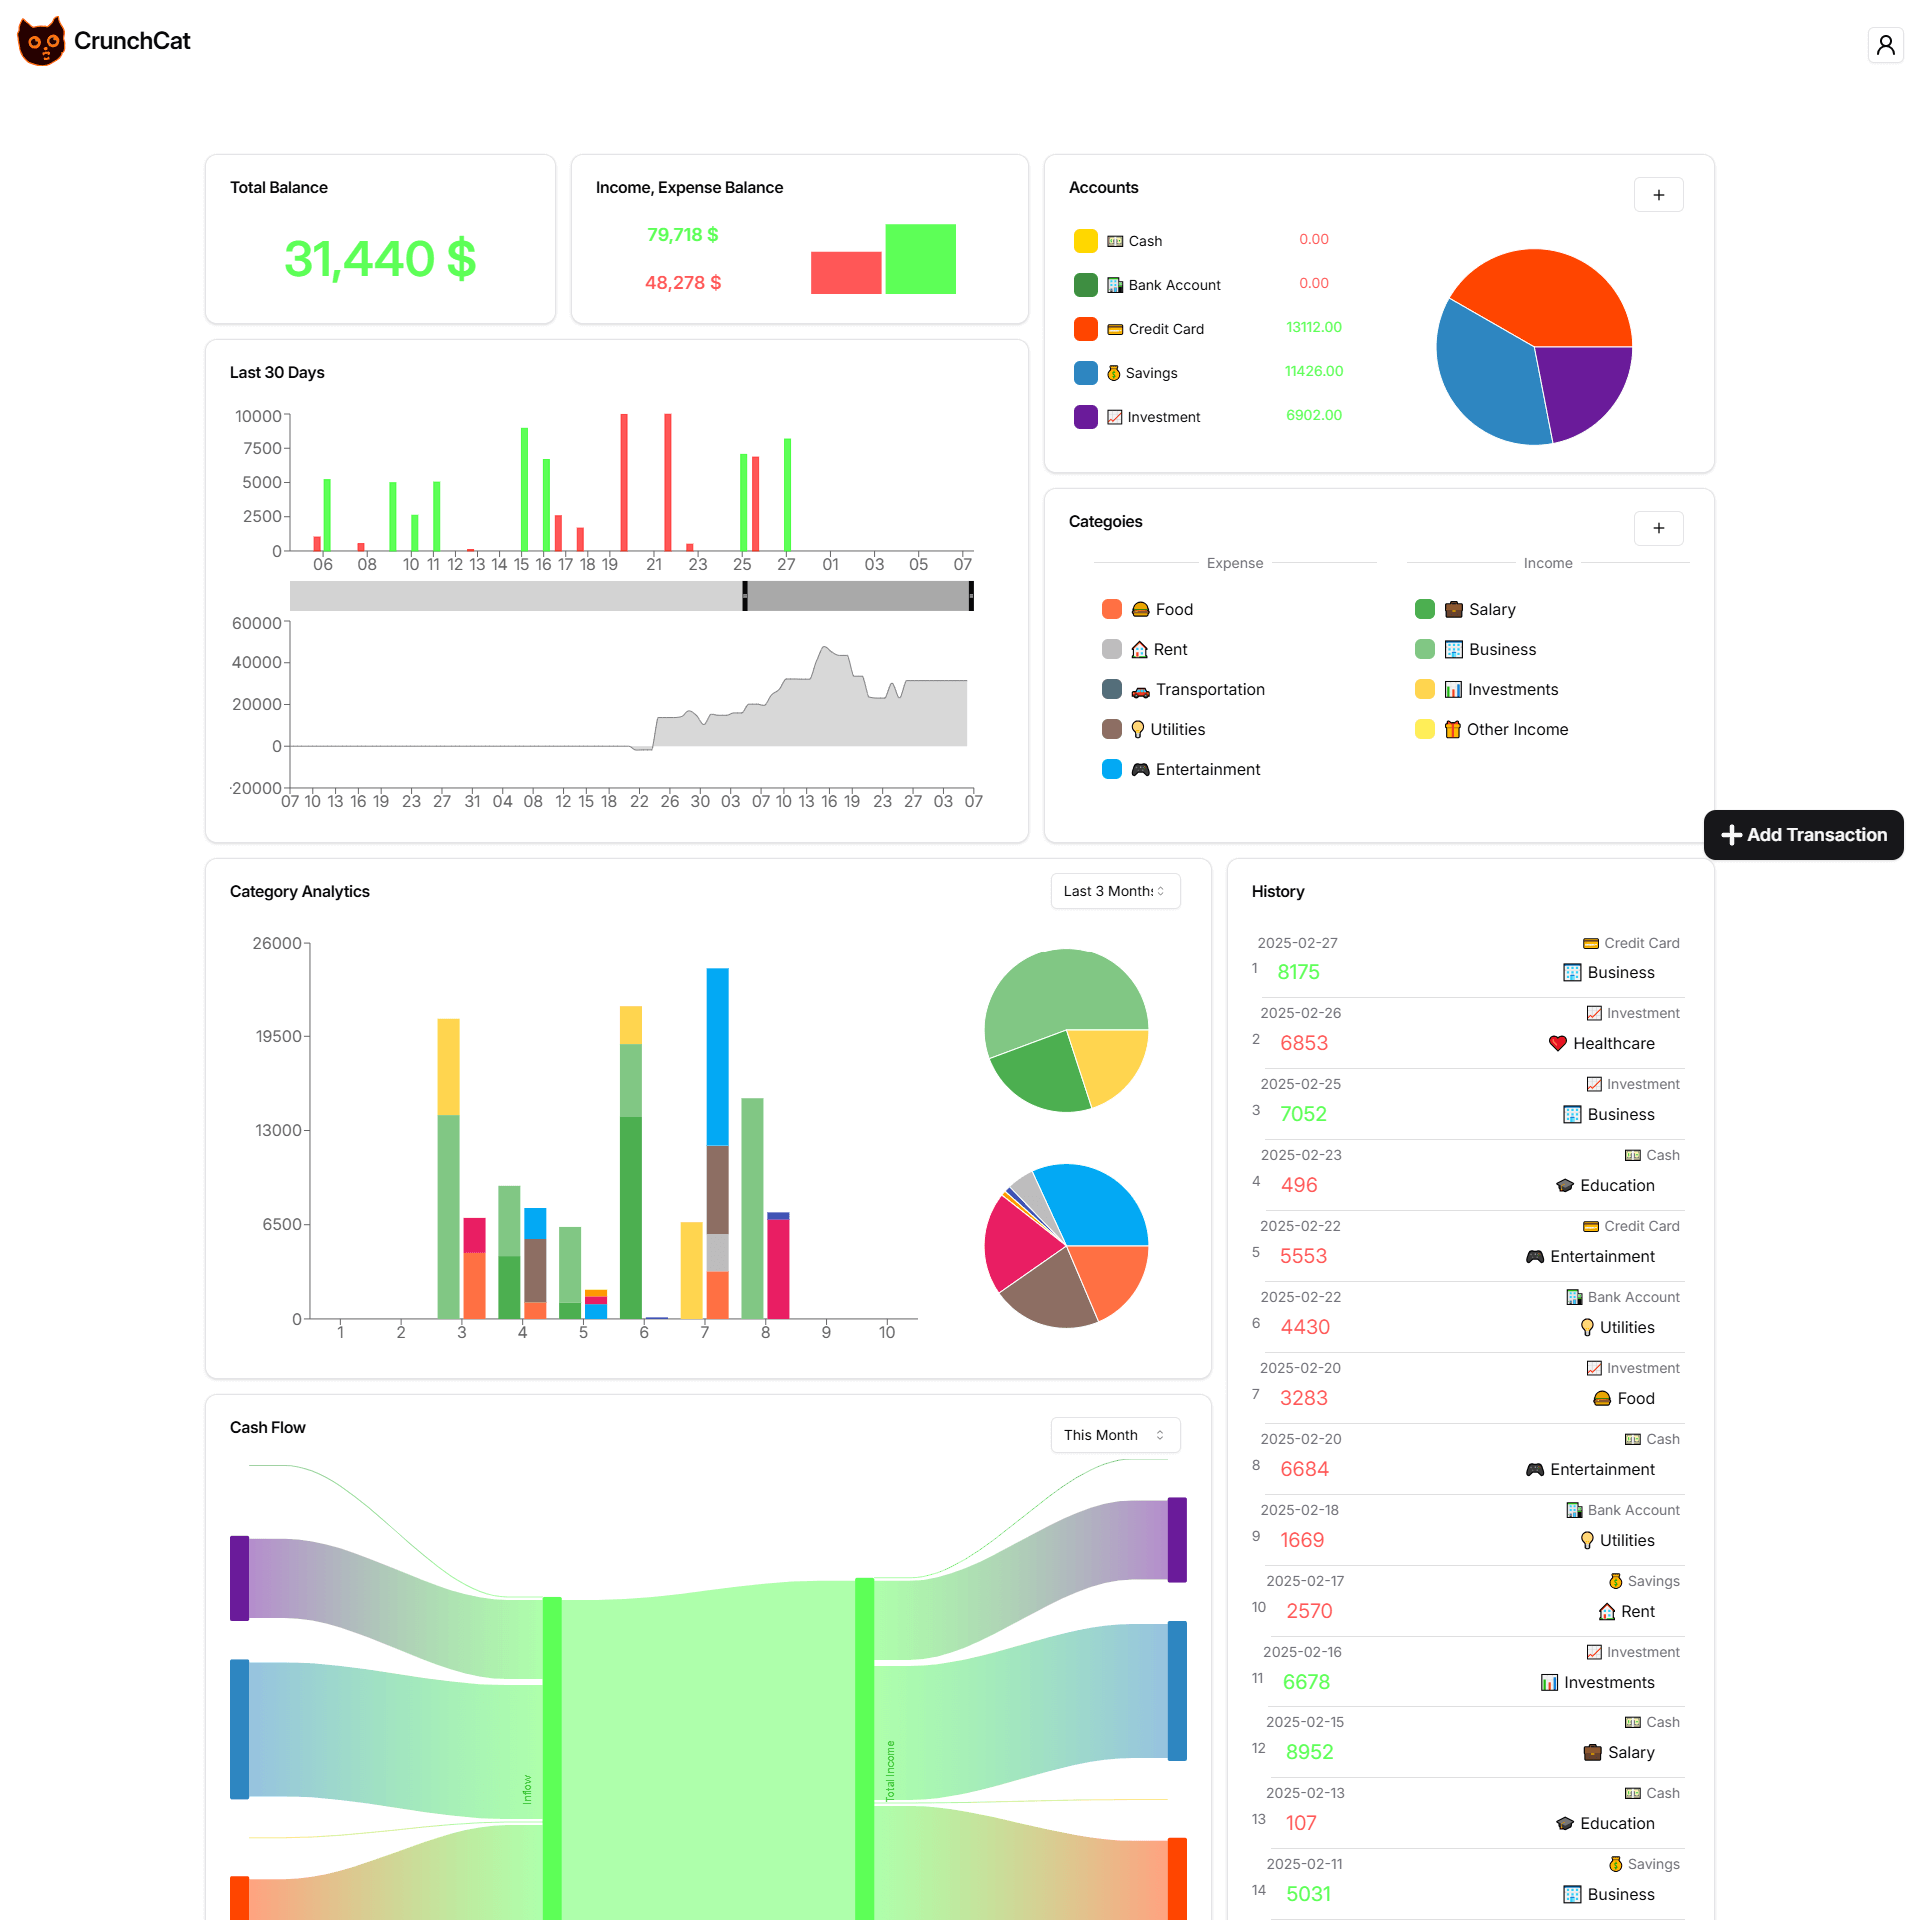 CrunchCat
Total Balance
31,440 $
Income, Expense Balance
79,718 $
48,278 $
Accounts
+
Cash 0.00
Bank Account 0.00
Credit Card 13112.00
Savings 11426.00
Investment 6902.00
Last 30 Days
10000
7500
5000
2500
0
06 08 10 11 12 13 14 15 16 17 18 19 21 23 25 27 01 03 05 07
60000
40000
20000
0
-20000
07 10 13 16 19 23 27 31 04 08 12 15 18 22 26 30 03 07 10 13 16 19 23 27 03 07
Categoies
+
Expense
Income
Food
Rent
Transportation
Utilities
Entertainment
Salary
Business
Investments
Other Income
Add Transaction
Category Analytics
Last 3 Months
26000
19500
13000
6500
0
1 2 3 4 5 6 7 8 9 10
Cash Flow
This Month
Inflow
Total Income
History
2025-02-27 Credit Card
1 8175 Business
2025-02-26 Investment
2 6853 Healthcare
2025-02-25 Investment
3 7052 Business
2025-02-23 Cash
4 496 Education
2025-02-22 Credit Card
5 5553 Entertainment
2025-02-22 Bank Account
6 4430 Utilities
2025-02-20 Investment
7 3283 Food
2025-02-20 Cash
8 6684 Entertainment
2025-02-18 Bank Account
9 1669 Utilities
2025-02-17 Savings
10 2570 Rent
2025-02-16 Investment
11 6678 Investments
2025-02-15 Cash
12 8952 Salary
2025-02-13 Cash
13 107 Education
2025-02-11 Savings
14 5031 Business